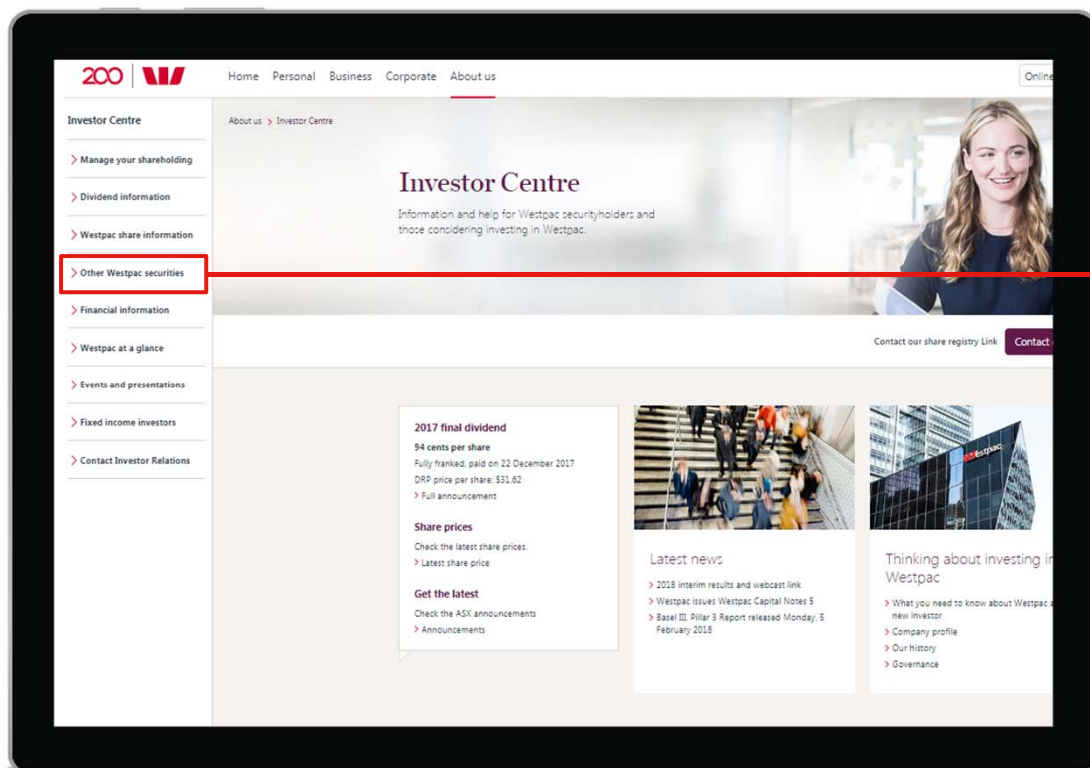 200
Home Personal Business Corporate About us
Online
Investor Centre
Manage your shareholding
Dividend information
Westpac share information
Other Westpac securities
Financial information
Westpac at a glance
Events and presentations
Fixed income investors
Contact Investor Relations
About us > Investor Centre
Investor Centre
Information and help for Westpac securityholders and
those considering investing in Westpac.
Contact our share registry Link
Contact
2017 final dividend
94 cents per share
Fully franked, paid on 22 December 2017
DRP price per share: $31.62
> Full announcement
Share prices
Check the latest share prices.
> Latest share price
Get the latest
Check the ASX announcements
> Announcements
Latest news
> 2018 interim results and webcast link
> Westpac issues Westpac Capital Notes 5
> Basel III, Pillar 3 Report released Monday, 5
February 2018
Westpac
Thinking about investing in
Westpac
> What you need to know about Westpac a
new investor
> Company profile
> Our history
> Governance